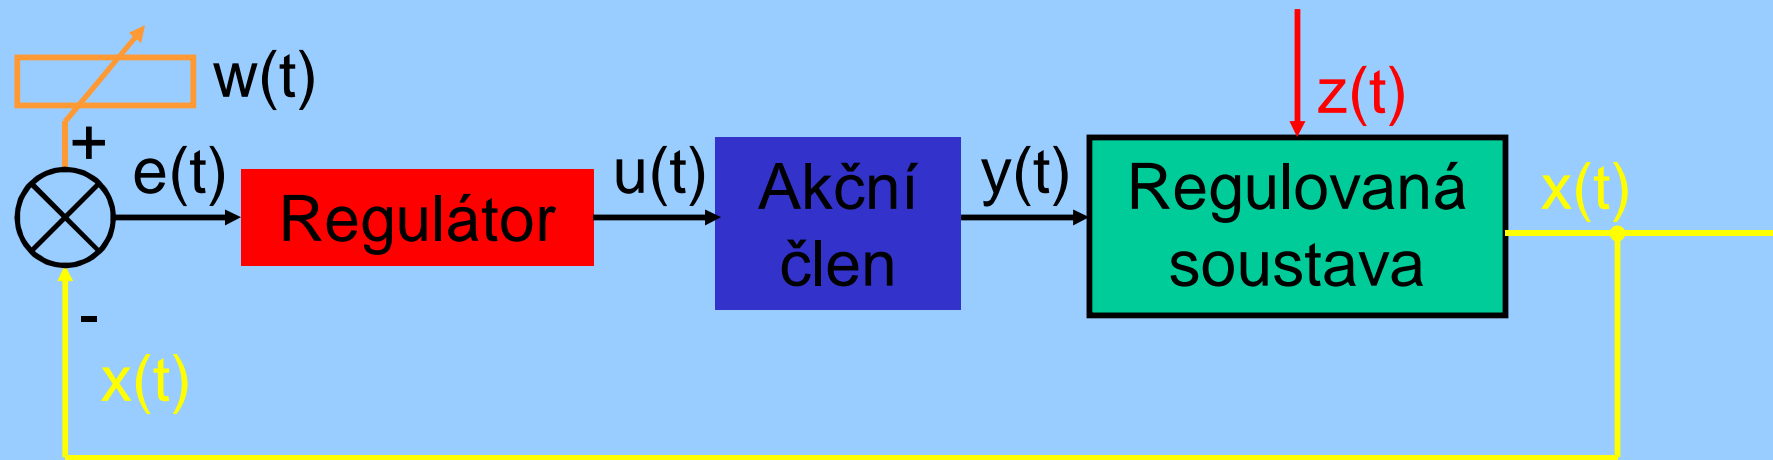 w(t)
z(t)
+
e(t)
Regulátor
u(t)
Akční
člen
y(t)
Regulovaná
soustava
x(t)
-
x(t)